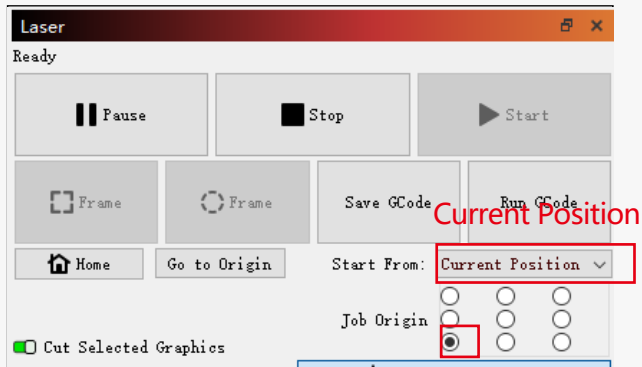 Laser
Ready
Pause
Stop
Start
Frame
Frame
Save GCode
Run GCode
Current Position
Home
Go to Origin
Start From:
Current Position
Job Origin
Cut Selected Graphics